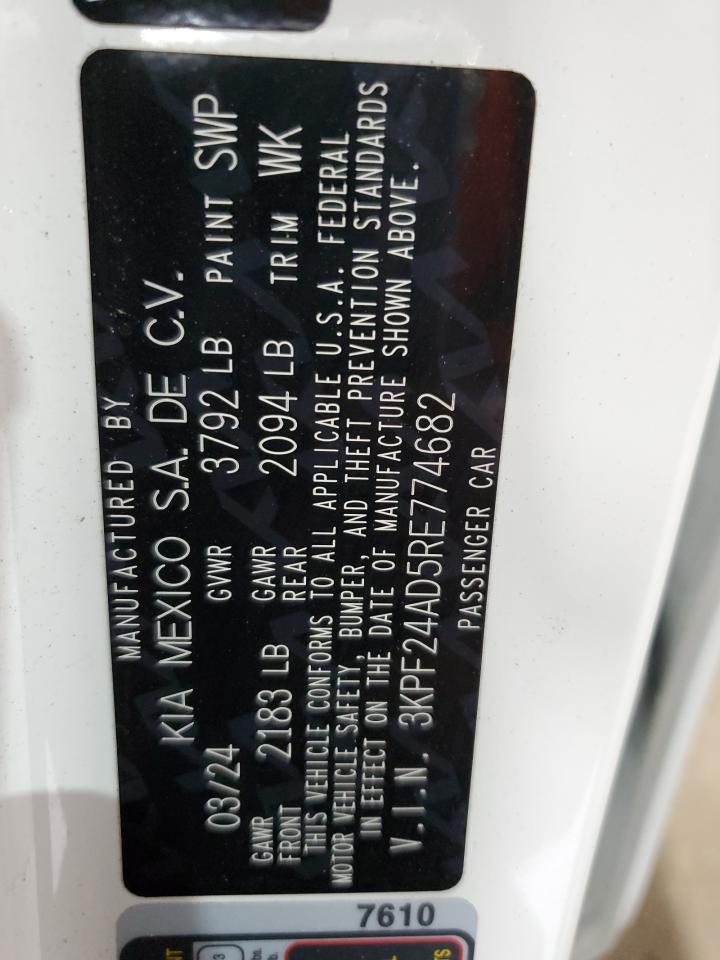 MANUFACTURED BY
KIA MEXICO S.A. DE C.V.
03/24 GVWR 3792 LB PAINT SWP
GAWR FRONT 2183 LB GAWR REAR 2094 LB TRIM WK
THIS VEHICLE CONFORMS TO ALL APPLICABLE U.S.A. FEDERAL
MOTOR VEHICLE SAFETY, BUMPER, AND THEFT PREVENTION STANDARDS
IN EFFECT ON THE DATE OF MANUFACTURE SHOWN ABOVE.
V.I.N. 3KPF24AD5RE774682
PASSENGER CAR
7610